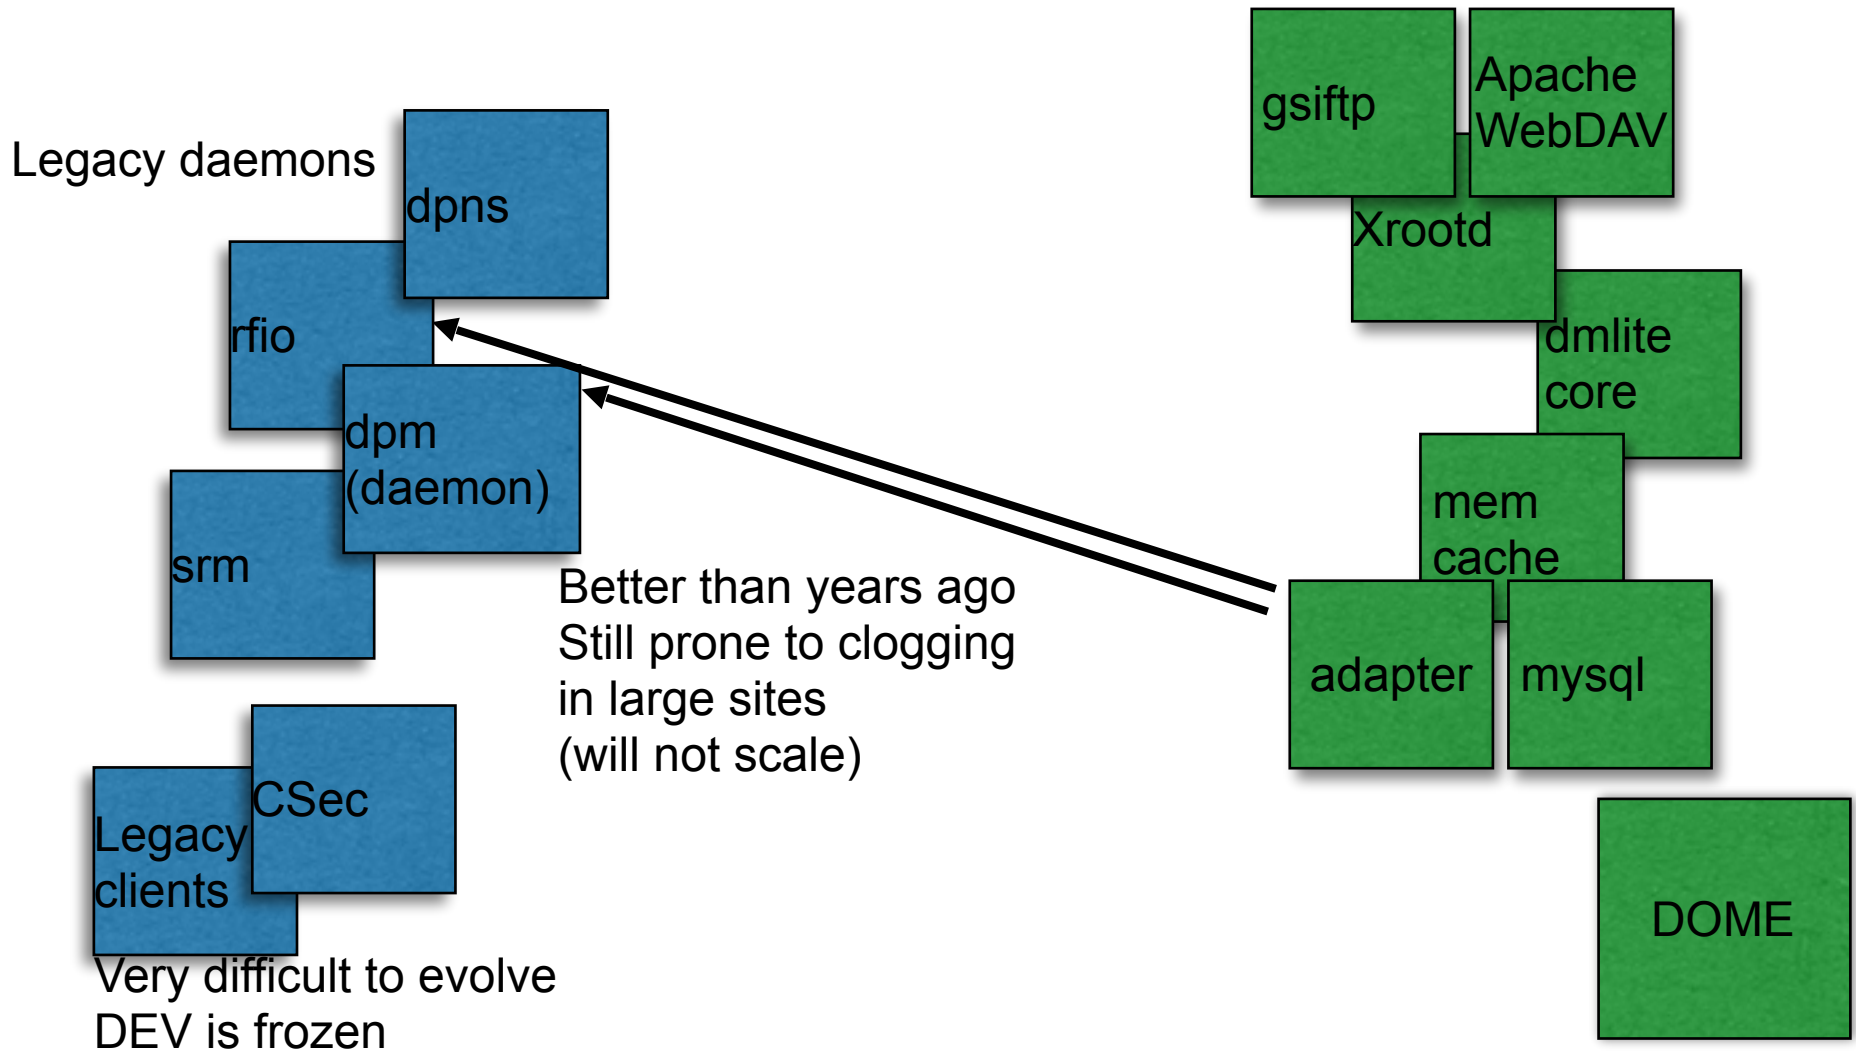 Legacy daemons
dpns
rfio
dpm
(daemon)
srm
CSec
Legacy
clients
Very difficult to evolve
DEV is frozen
Better than years ago
Still prone to clogging
in large sites
(will not scale)
gsiftp
Apache
WebDAV
Xrootd
dmlite
core
mem
cache
adapter
mysql
DOME